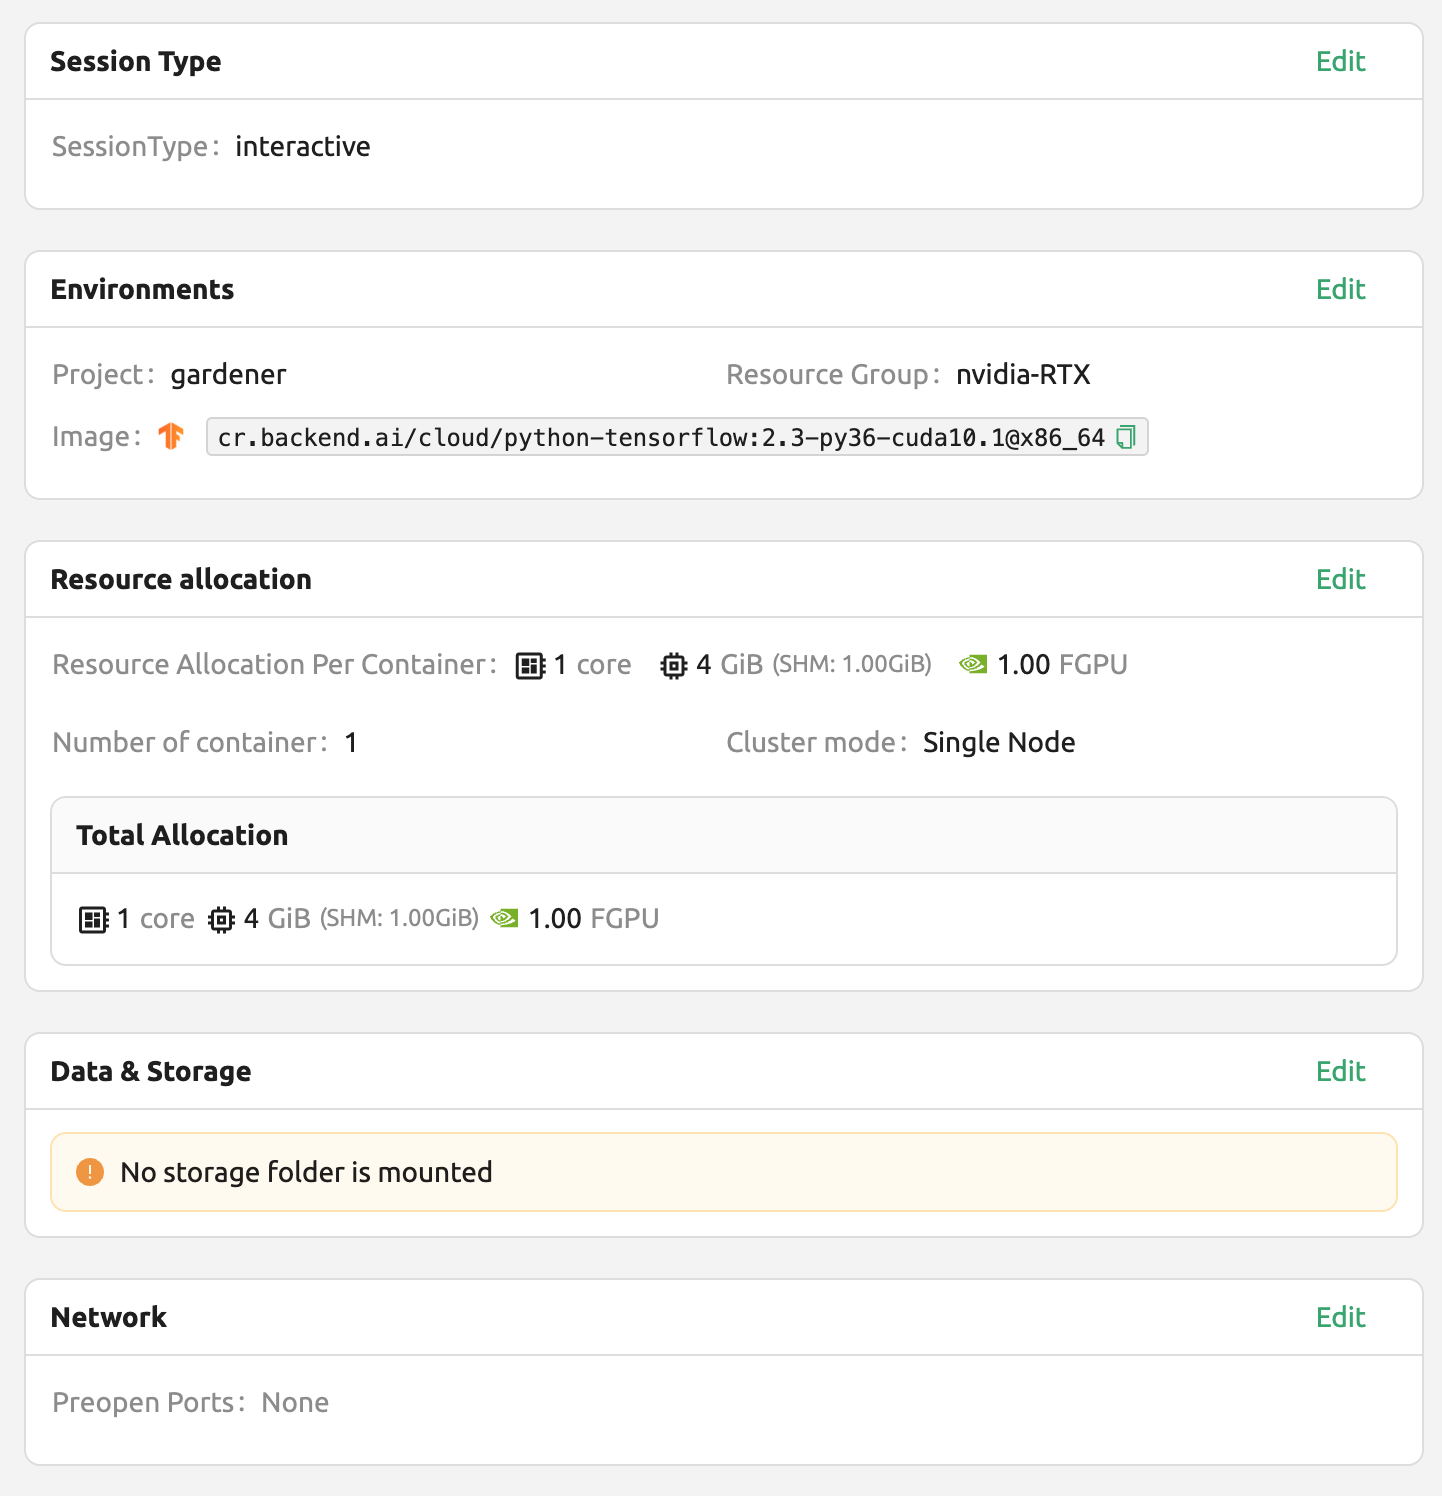 Session Type Edit
SessionType: interactive
Environments Edit
Project: gardener Resource Group: nvidia-RTX
Image: cr.backend.ai/cloud/python-tensorflow:2.3-py36-cuda10.1@x86_64
Resource allocation Edit
Resource Allocation Per Container: 1 core 4 GiB (SHM: 1.00GiB) 1.00 FGPU
Number of container: 1 Cluster mode: Single Node
Total Allocation
1 core 4 GiB (SHM: 1.00GiB) 1.00 FGPU
Data & Storage Edit
No storage folder is mounted
Network Edit
Preopen Ports: None